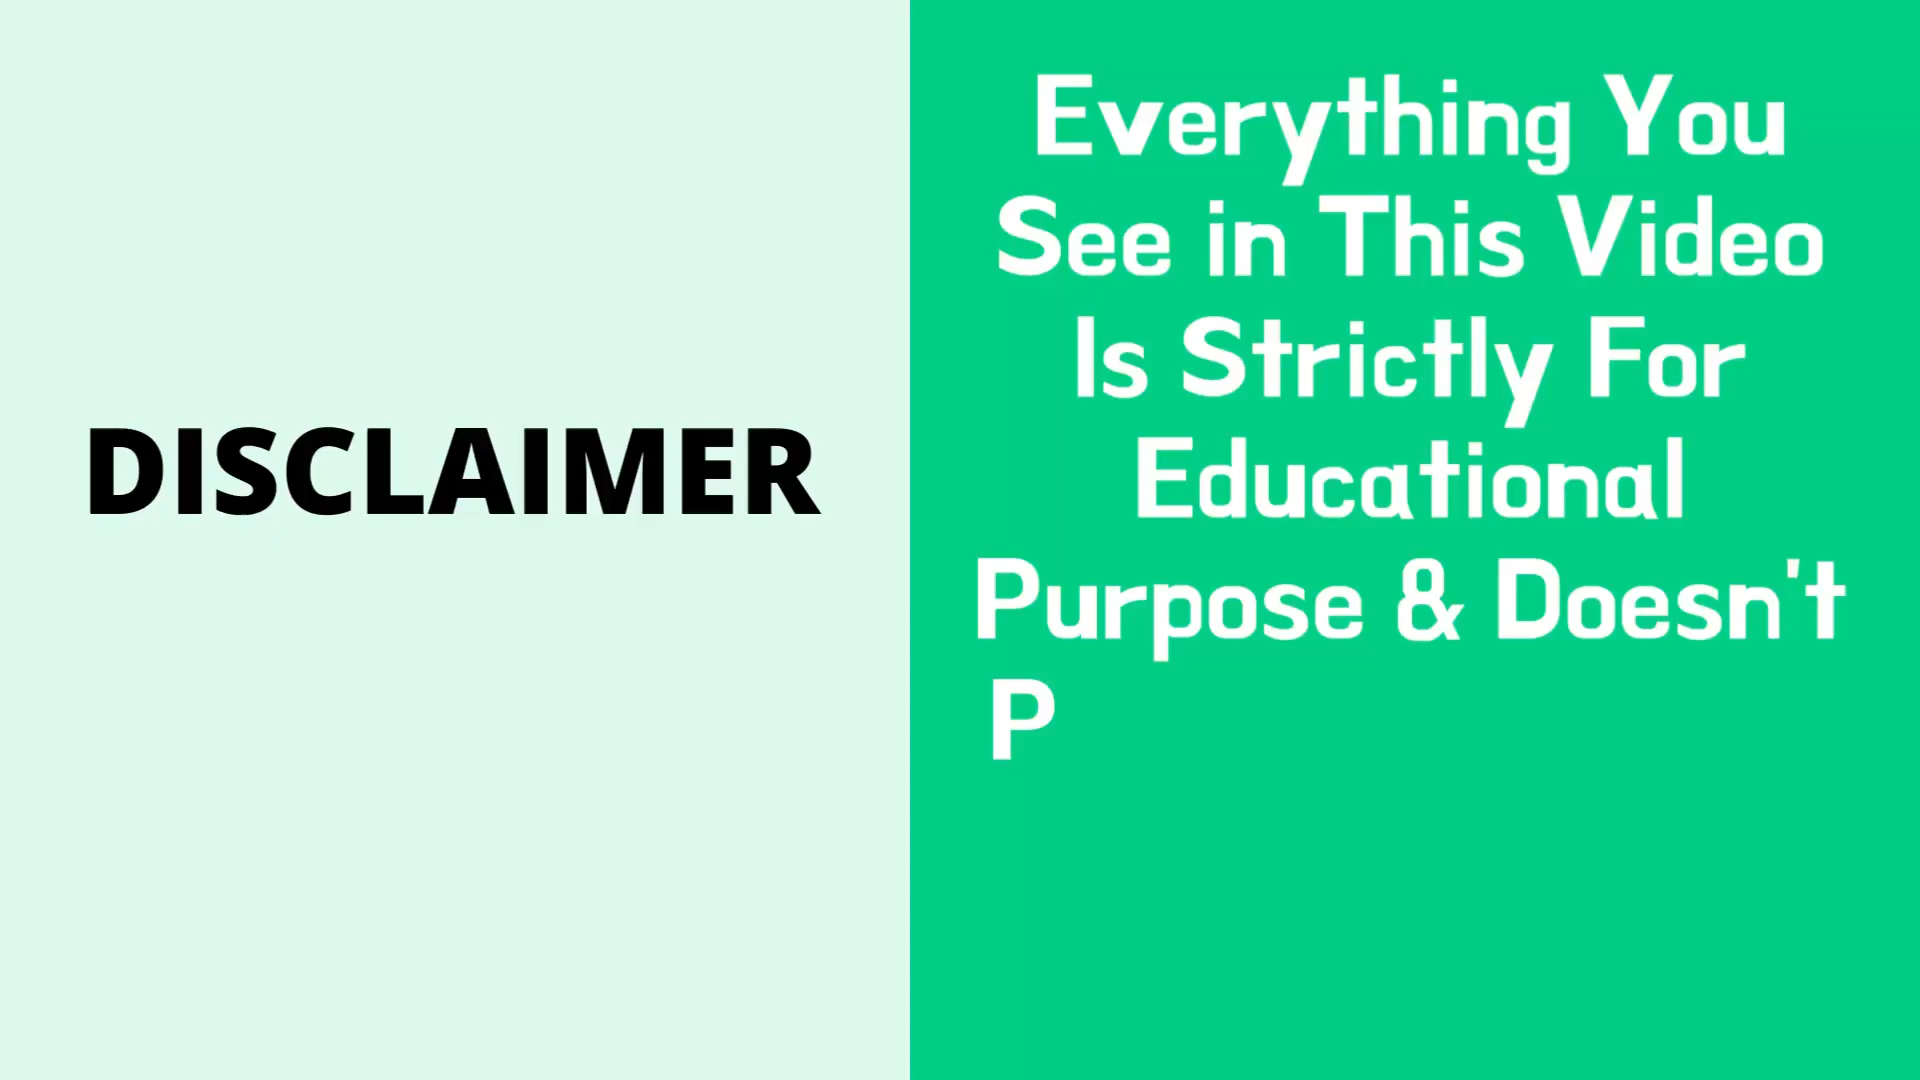 DISCLAIMER
Everything You
See in This Video
Is Strictly For
Educational
Purpose & Doesn't
P